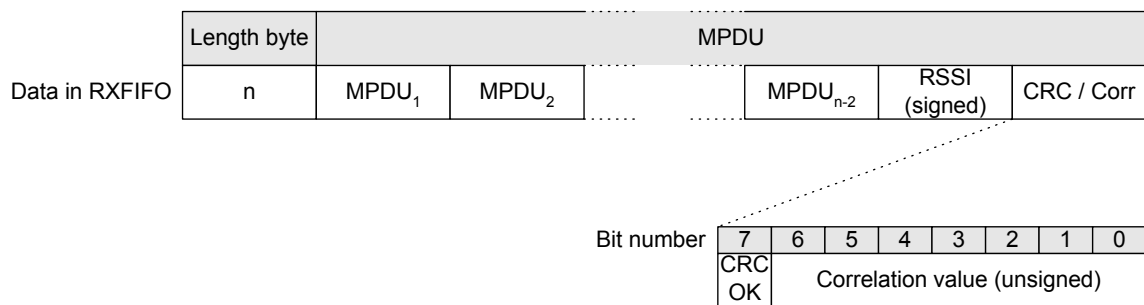 Length byte MPDU
Data in RXFIFO n MPDU₁ MPDU₂ MPDUₙ₋₂ RSSI (signed) CRC / Corr
Bit number 7 6 5 4 3 2 1 0
CRC OK Correlation value (unsigned)